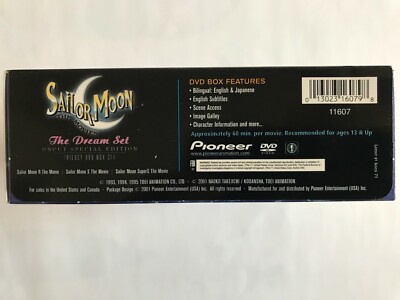 SAILOR MOON
The Dream Set
UNCUT SPECIAL EDITION
TRILOGY DVD BOX SET
Sailor Moon R The Movie Sailor Moon S The Movie Sailor Moon SuperS The Movie
DVD BOX FEATURES
• Bilingual: English & Japanese
• English Subtitles
• Scene Access
• Image Galley
• Character Information and more...
0 13023 16079 8
11607
Approximately 60 min. per movie. Recommended for ages 13 & Up
Pioneer
www.pioneeranimation.com
DVD
VIDEO
© 1993, 1994, 1995 TOEI ANIMATION CO., LTD • © 2001 NAOKO TAKEUCHI / KODANSHA, TOEI ANIMATION
For sales in the United States and Canada. • Package Design © 2001 Pioneer Entertainment (USA) Inc. All rights reserved. • Manufactured for and distributed by Pioneer Entertainment (USA) Inc.